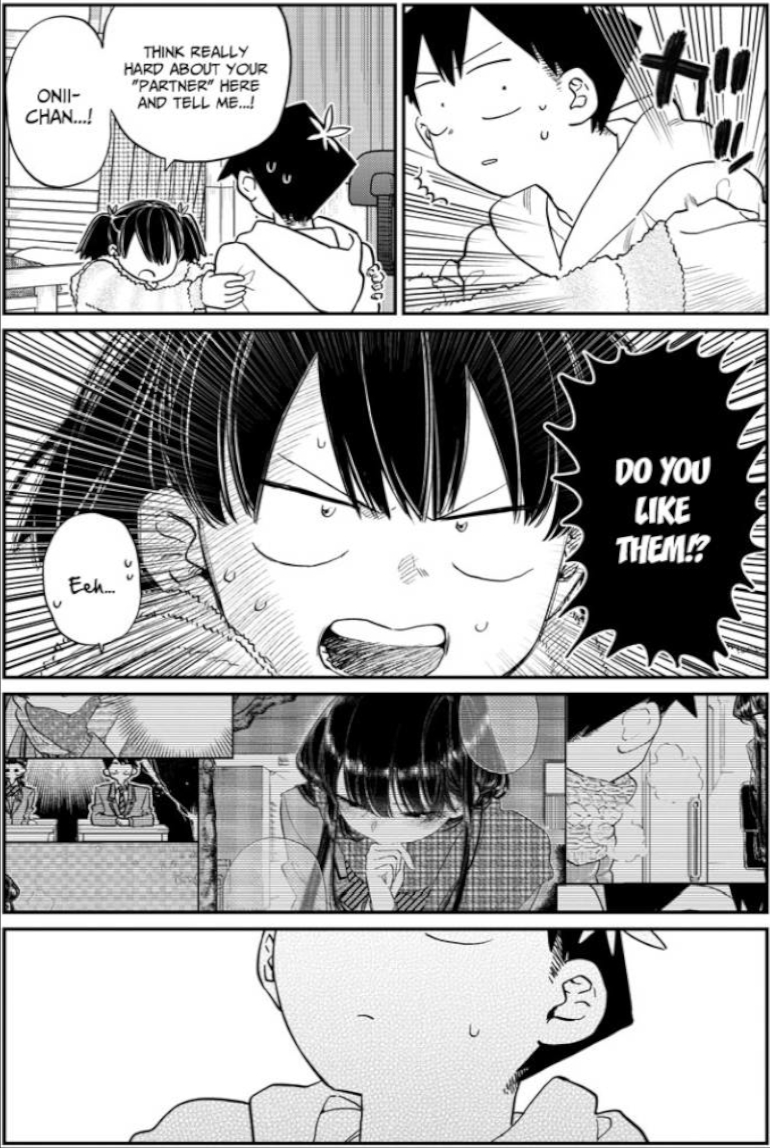 THINK REALLY
HARD ABOUT YOUR
"PARTNER" HERE
AND TELL ME...!
ONII-
CHAN...!
DO YOU
LIKE
THEM!?
Eeh...